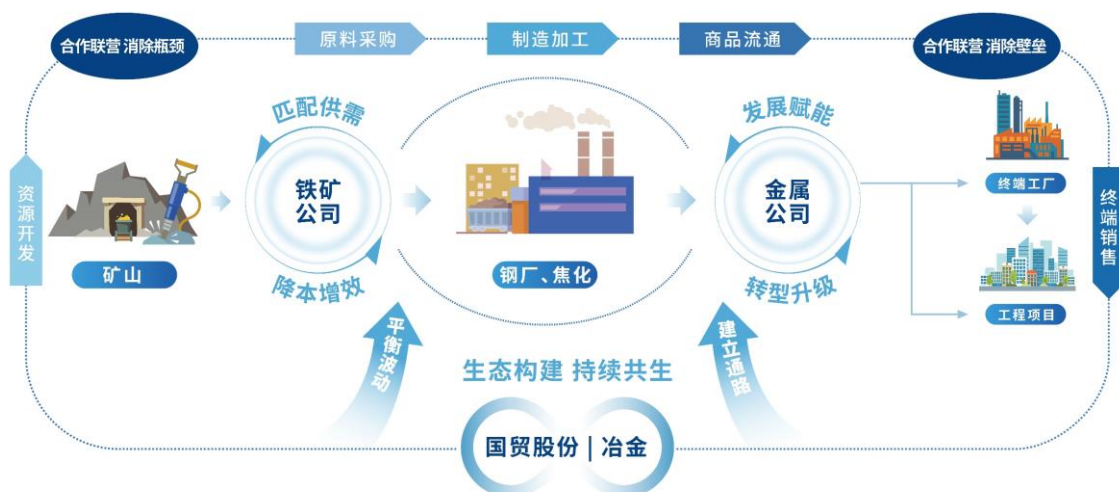 合作联营 消除瓶颈
原料采购
制造加工
商品流通
合作联营 消除壁垒
匹配供需
发展赋能
资源开发
铁矿
公司
金属
公司
终端工厂
终端销售
矿山
钢厂、焦化
降本增效
转型升级
工程项目
平衡波动
建立通路
生态构建 持续共生
国贸股份 | 冶金